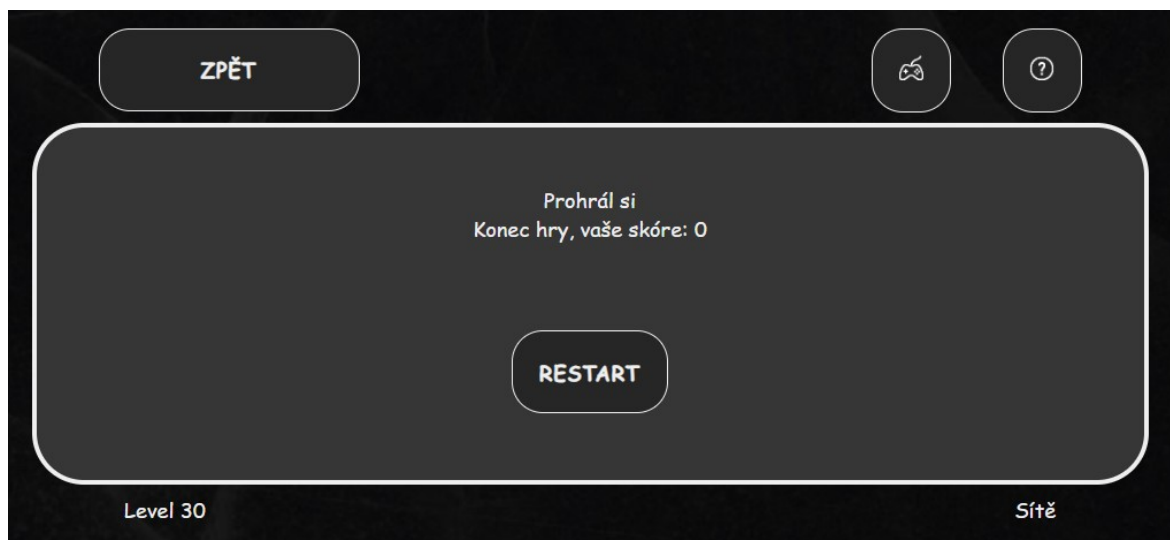 ZPĚT
?
Prohrál si
Konec hry, vaše skóre: 0
RESTART
Level 30
Sítě